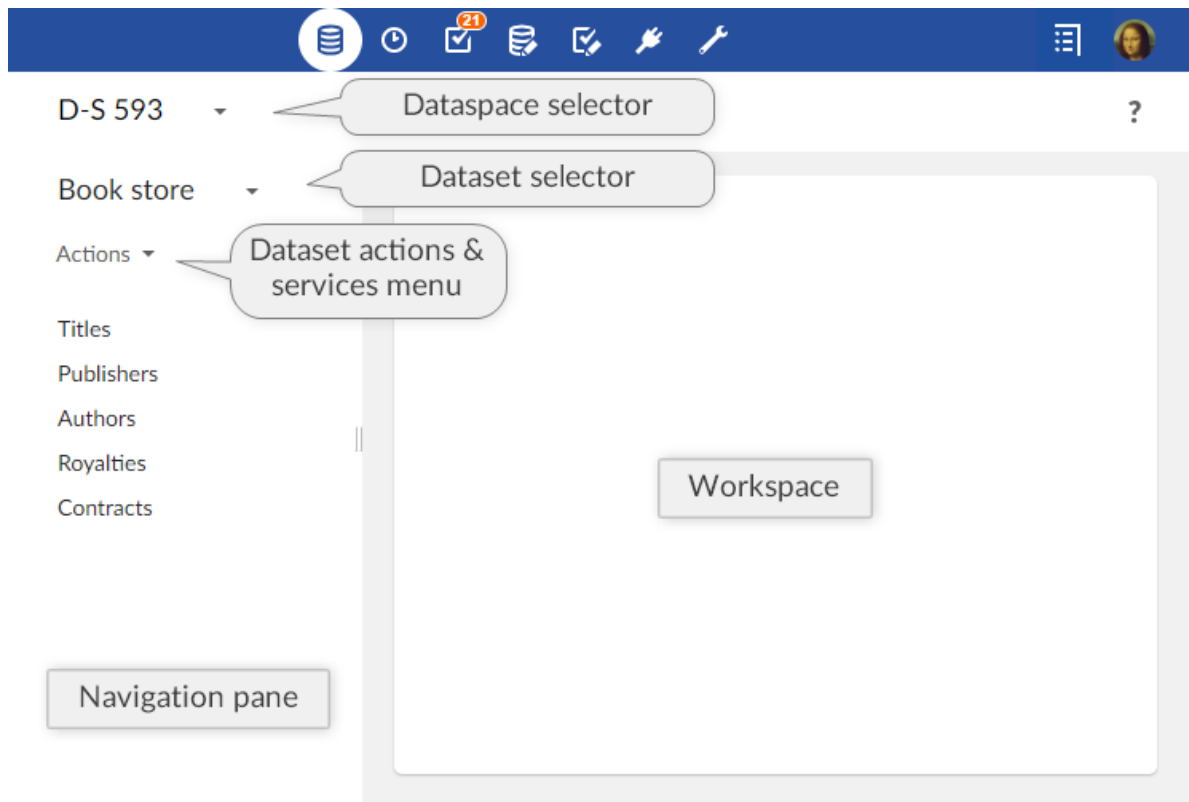 21
D-S 593
Dataspace selector
?
Book store
Dataset selector
Actions
Dataset actions &
services menu
Titles
Publishers
Authors
Royalties
Contracts
Workspace
Navigation pane